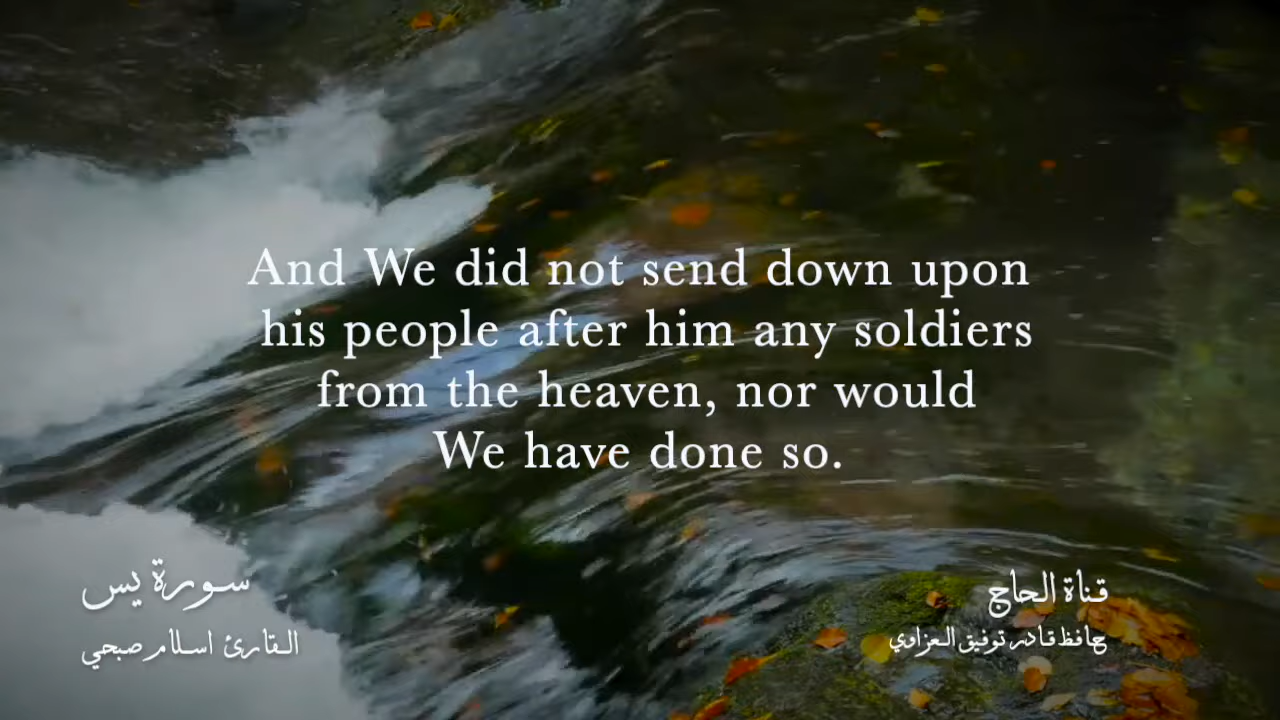 And We did not send down upon
his people after him any soldiers
from the heaven, nor would
We have done so.
سورة يس
القارئ اسلام صبحي
قناة الحاج
حافظ قادر توفيق العزاوي